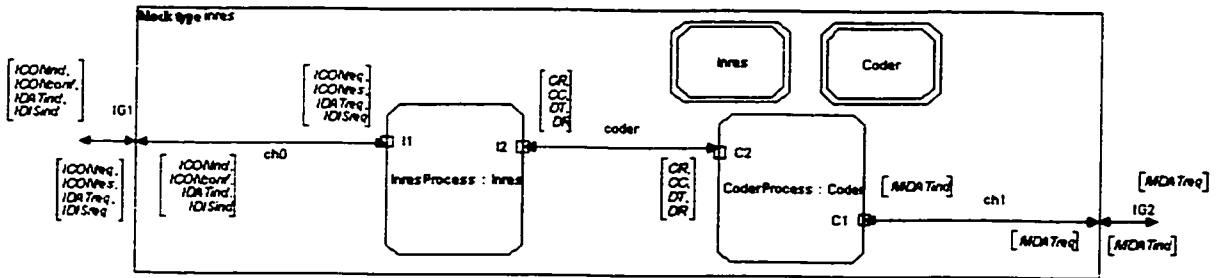 Block type inres
Inres
Coder
ICONind,
ICONconf,
IDATind,
IDISind
IG1
ICONreq,
ICONres,
IDATreq,
IDISreq
ICONreq,
ICONres,
IDATreq,
IDISreq
ch0
ICONind,
ICONconf,
IDATind,
IDISind
I1
I2
InresProcess : Inres
CR,
CC,
DT,
DR
coder
CR,
CC,
DT,
DR
C2
CoderProcess : Coder
C1
[MDATind]
ch1
[MDATreq]
[MDATreq]
IG2
[MDATind]